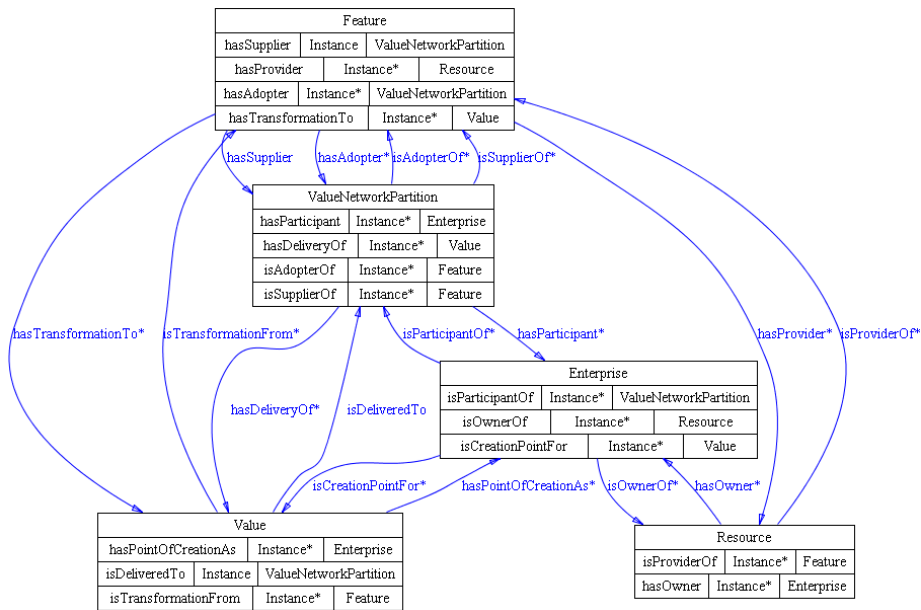 Feature
hasSupplier Instance ValueNetworkPartition
hasProvider Instance* Resource
hasAdopter Instance* ValueNetworkPartition
hasTransformationTo Instance* Value
hasSupplier hasAdopter* isAdopterOf* isSupplierOf*
ValueNetworkPartition
hasParticipant Instance* Enterprise
hasDeliveryOf Instance* Value
isAdopterOf Instance* Feature
isSupplierOf Instance* Feature
hasTransformationTo* isTransformationFrom* isParticipantOf* hasParticipant* hasProvider* isProviderOf*
Enterprise
isParticipantOf Instance* ValueNetworkPartition
isOwnerOf Instance* Resource
isCreationPointFor Instance* Value
hasDeliveryOf* isDeliveredTo
isCreationPointFor* hasPointOfCreationAs* isOwnerOf* hasOwner*
Value
hasPointOfCreationAs Instance* Enterprise
isDeliveredTo Instance ValueNetworkPartition
isTransformationFrom Instance* Feature
Resource
isProviderOf Instance* Feature
hasOwner Instance* Enterprise